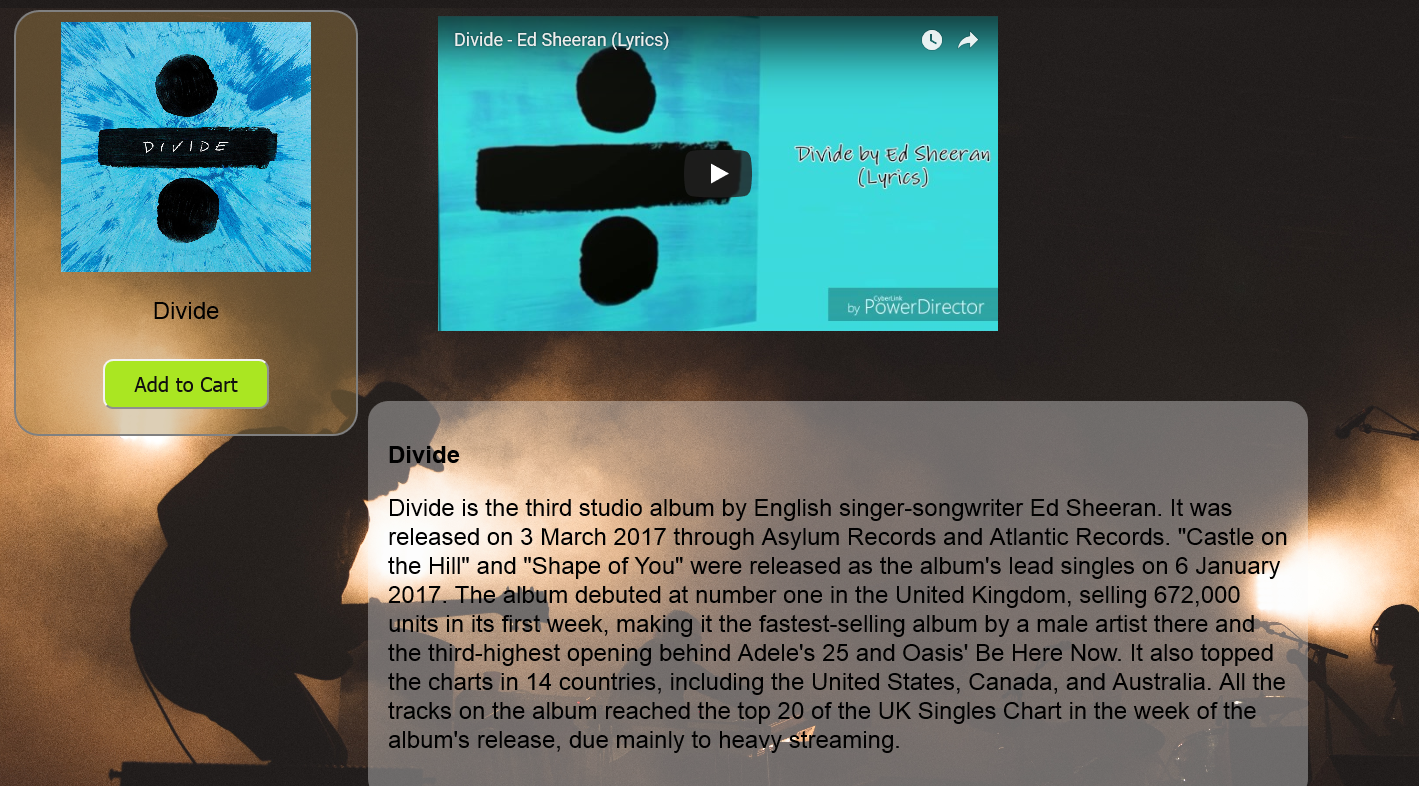 DIVIDE
Divide
Add to Cart
Divide - Ed Sheeran (Lyrics)
Divide by Ed Sheeran
(Lyrics)
CyberLink
by PowerDirector
Divide
Divide is the third studio album by English singer-songwriter Ed Sheeran. It was
released on 3 March 2017 through Asylum Records and Atlantic Records. "Castle on
the Hill" and "Shape of You" were released as the album's lead singles on 6 January
2017. The album debuted at number one in the United Kingdom, selling 672,000
units in its first week, making it the fastest-selling album by a male artist there and
the third-highest opening behind Adele's 25 and Oasis' Be Here Now. It also topped
the charts in 14 countries, including the United States, Canada, and Australia. All the
tracks on the album reached the top 20 of the UK Singles Chart in the week of the
album's release, due mainly to heavy streaming.